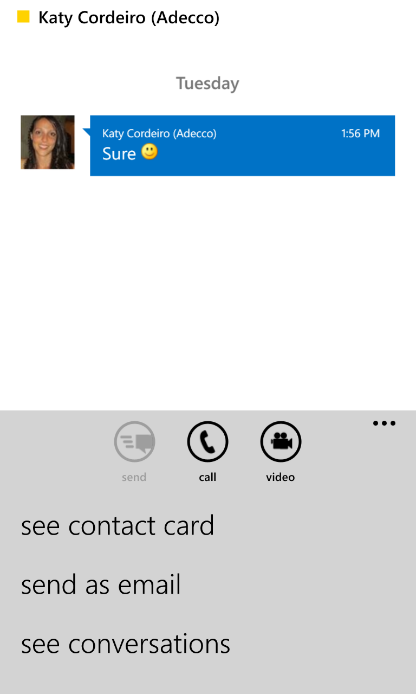 Katy Cordeiro (Adecco)
Tuesday
Katy Cordeiro (Adecco) 1:56 PM
Sure
send call video
see contact card
send as email
see conversations